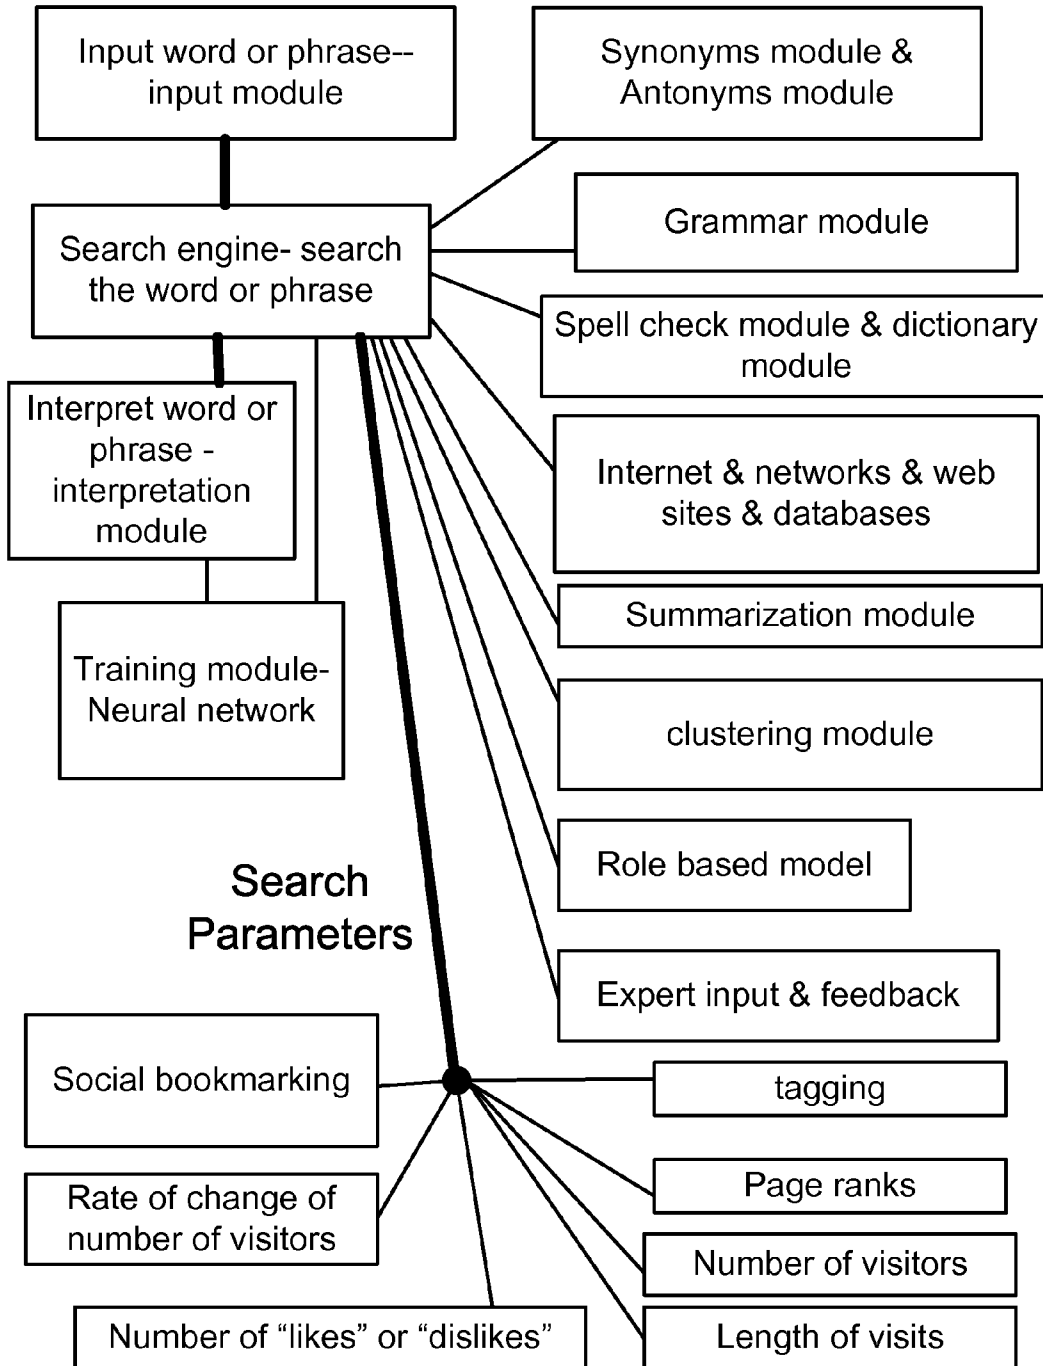 Input word or phrase--
input module
Synonyms module &
Antonyms module
Grammar module
Search engine- search
the word or phrase
Spell check module & dictionary
module
Interpret word or
phrase -
interpretation
module
Internet & networks & web
sites & databases
Summarization module
Training module-
Neural network
clustering module
Role based model
Search
Parameters
Expert input & feedback
Social bookmarking
tagging
Rate of change of
number of visitors
Page ranks
Number of visitors
Number of “likes” or “dislikes”
Length of visits